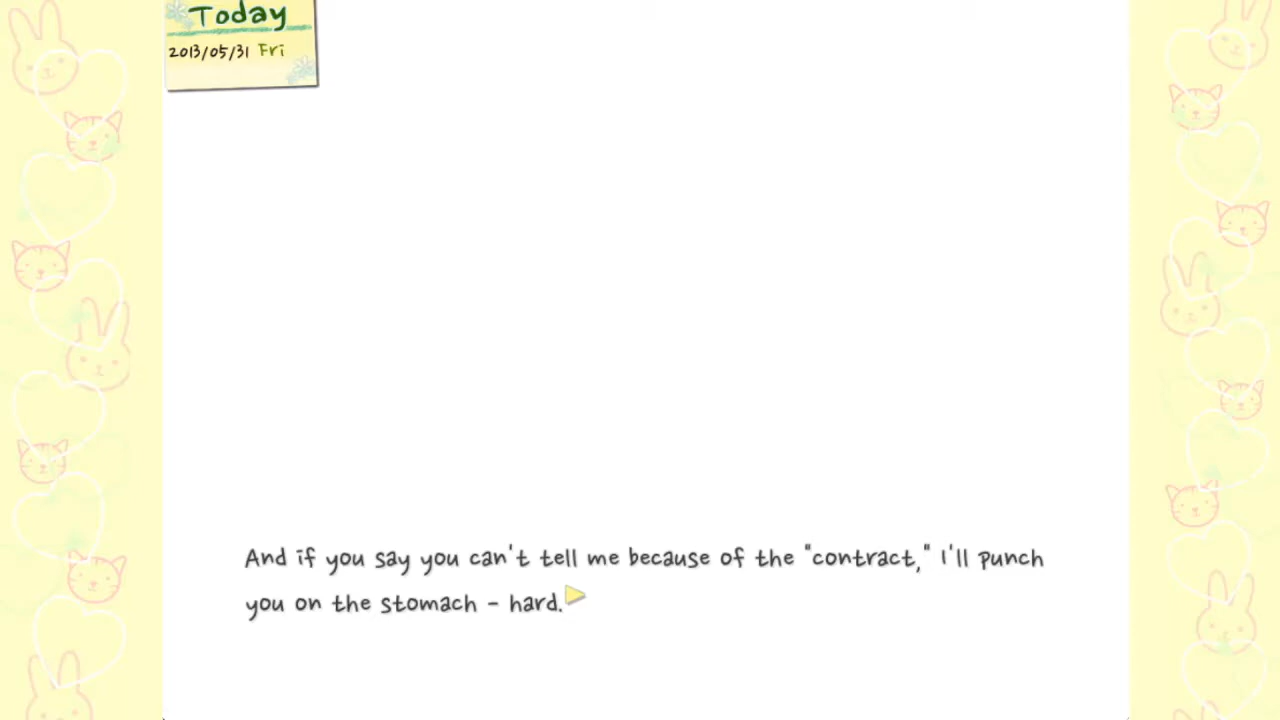 Today
2013/05/31 Fri
And if you say you can't tell me because of the "contract," I'll punch
you on the stomach - hard.